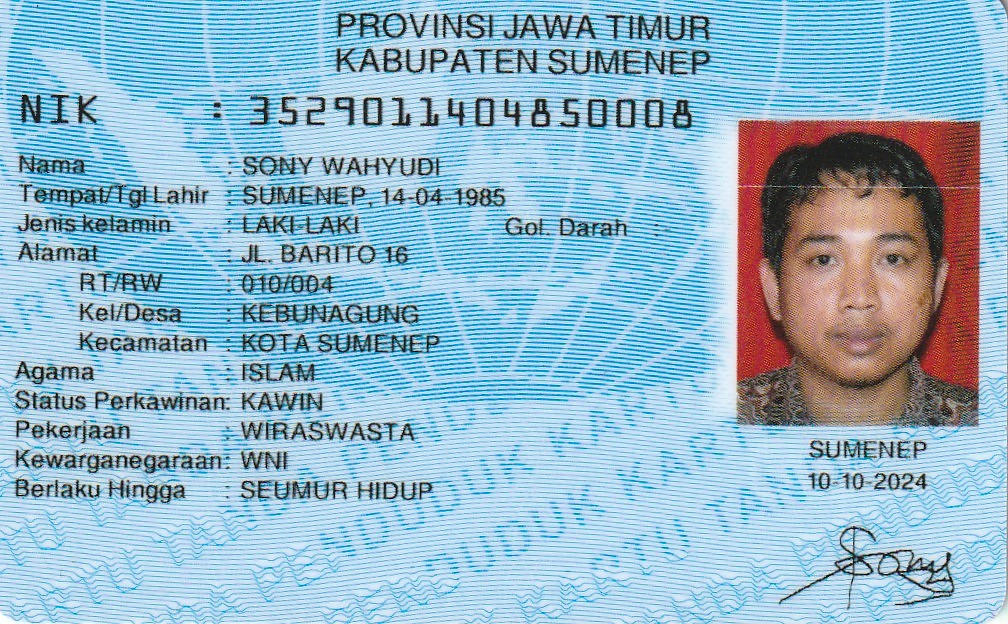 PROVINSI JAWA TIMUR
KABUPATEN SUMENEP
NIK : 3529011404850008
Nama : SONY WAHYUDI
Tempat/Tgl Lahir : SUMENEP, 14-04-1985
Jenis kelamin : LAKI-LAKI Gol. Darah : -
Alamat : JL. BARITO 16
RT/RW : 010/004
Kel/Desa : KEBUNAGUNG
Kecamatan : KOTA SUMENEP
Agama : ISLAM
Status Perkawinan: KAWIN
Pekerjaan : WIRASWASTA
Kewarganegaraan: WNI
Berlaku Hingga : SEUMUR HIDUP
SUMENEP
10-10-2024
Sony